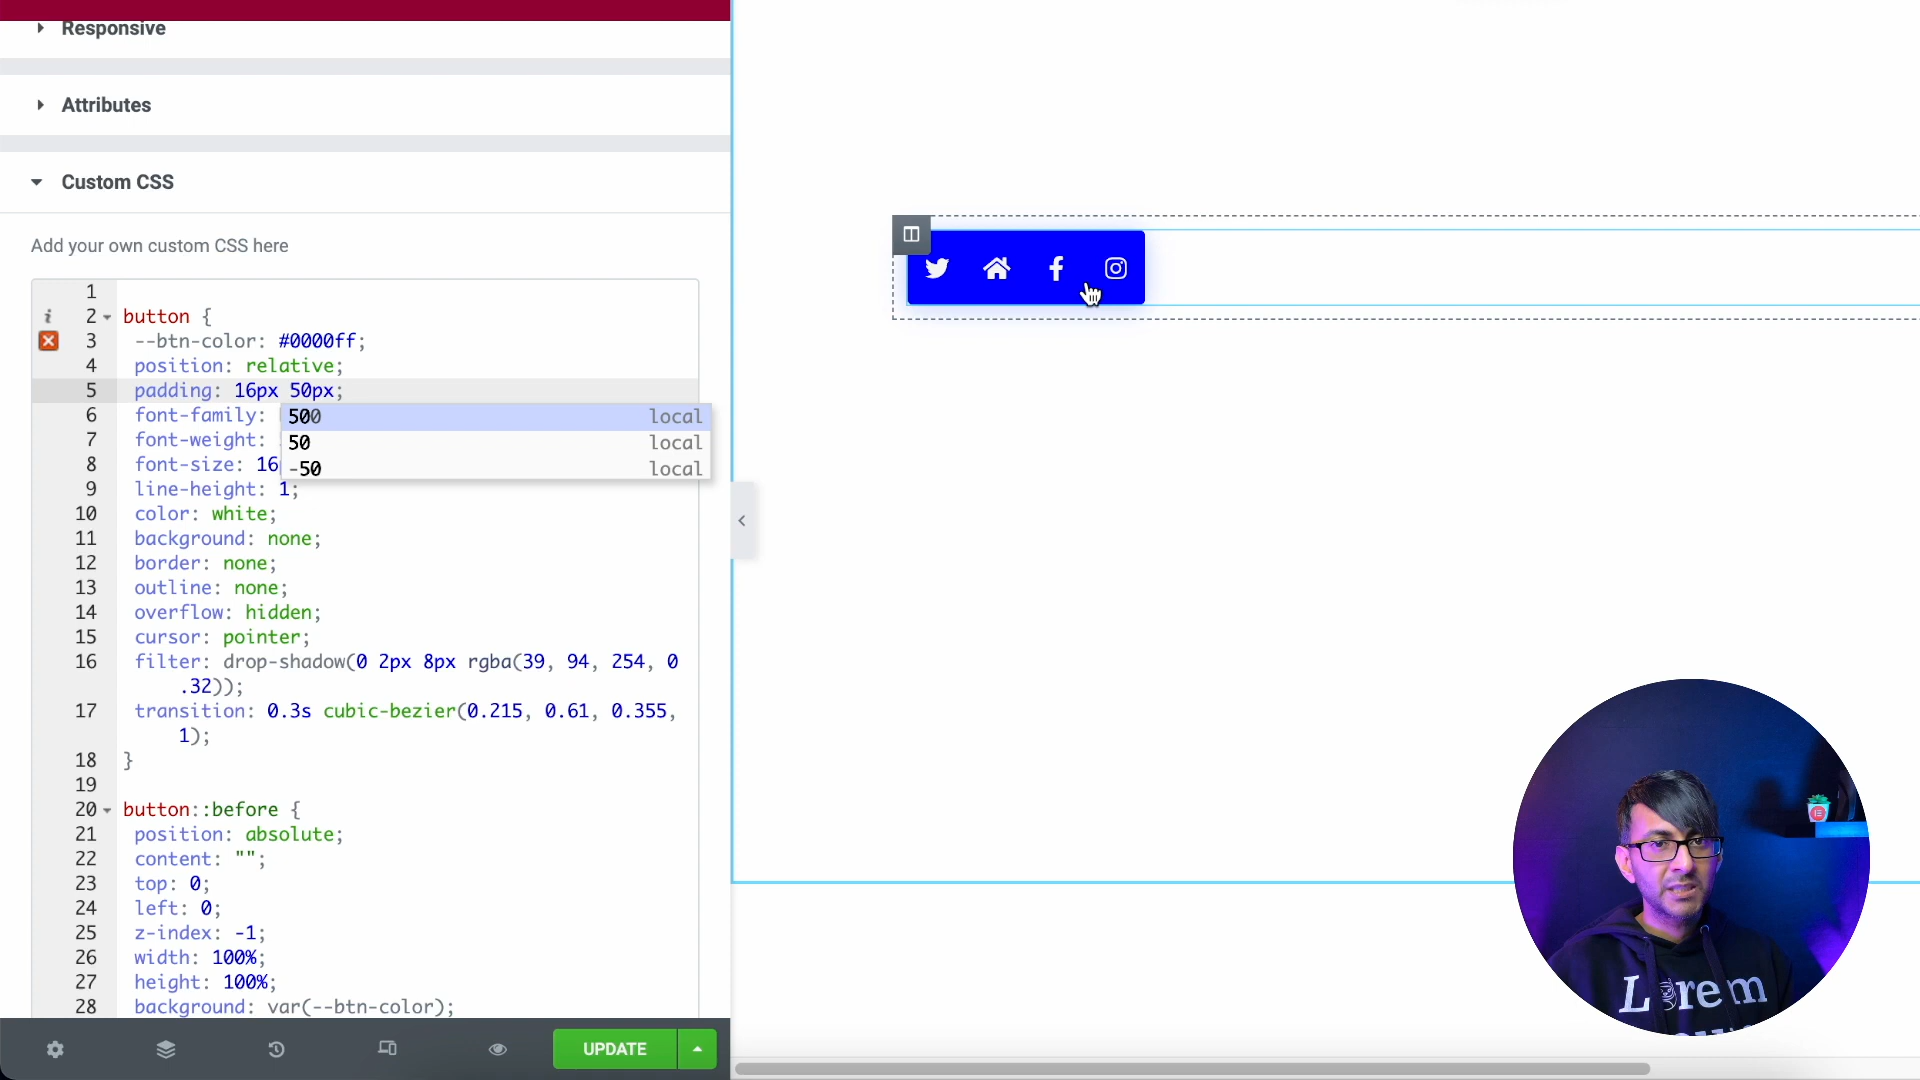 Responsive
Attributes
Custom CSS
Add your own custom CSS here
1
2 button {
3 --btn-color: #0000ff;
4 position: relative;
5 padding: 16px 50px;
6 font-family:
7 font-weight:
8 font-size: 16
9 line-height: 1;
500 local
50 local
-50 local
10 color: white;
11 background: none;
12 border: none;
13 outline: none;
14 overflow: hidden;
15 cursor: pointer;
16 filter: drop-shadow(0 2px 8px rgba(39, 94, 254, 0
.32));
17 transition: 0.3s cubic-bezier(0.215, 0.61, 0.355,
1);
18 }
19
20 button::before {
21 position: absolute;
22 content: "";
23 top: 0;
24 left: 0;
25 z-index: -1;
26 width: 100%;
27 height: 100%;
28 background: var(--btn-color);
UPDATE
Lorem